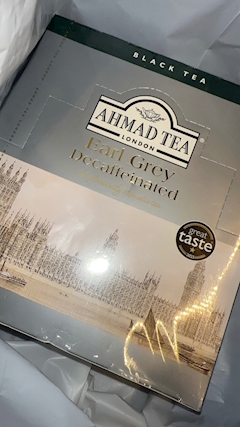 BLACK TEA
AHMAD TEA
LONDON
Earl Grey
Decaffeinated
great
taste